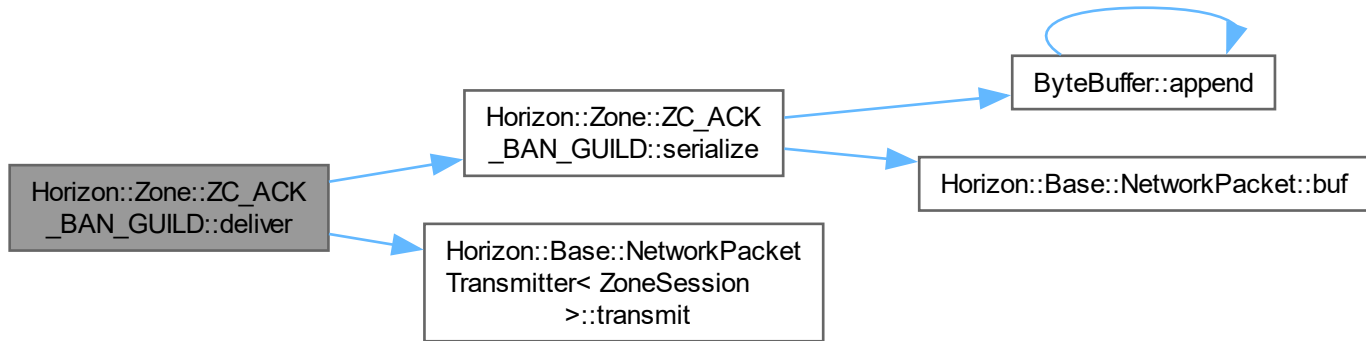 Horizon::Zone::ZC_ACK
_BAN_GUILD::deliver
Horizon::Zone::ZC_ACK
_BAN_GUILD::serialize
ByteBuffer::append
Horizon::Base::NetworkPacket::buf
Horizon::Base::NetworkPacket
Transmitter< ZoneSession
>::transmit